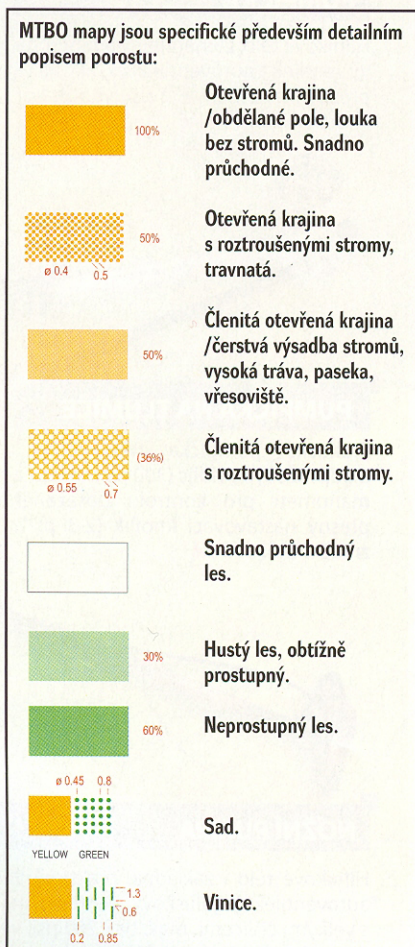 MTBO mapy jsou specifické především detailním
popisem porostu:
100%
Otevřená krajina
/obdělané pole, louka
bez stromů. Snadno
průchodné.
50%
ø 0.4 0.5
Otevřená krajina
s roztroušenými stromy,
travnatá.
50%
Členitá otevřená krajina
/čerstvá výsadba stromů,
vysoká tráva, paseka,
vřesoviště.
(36%)
ø 0.55 0.7
Členitá otevřená krajina
s roztroušenými stromy.
Snadno průchodný
les.
30%
Hustý les, obtížně
prostupný.
60%
Neprostupný les.
ø 0.45 0.8
YELLOW GREEN
Sad.
1.3
0.6
0.2 0.85
Vinice.